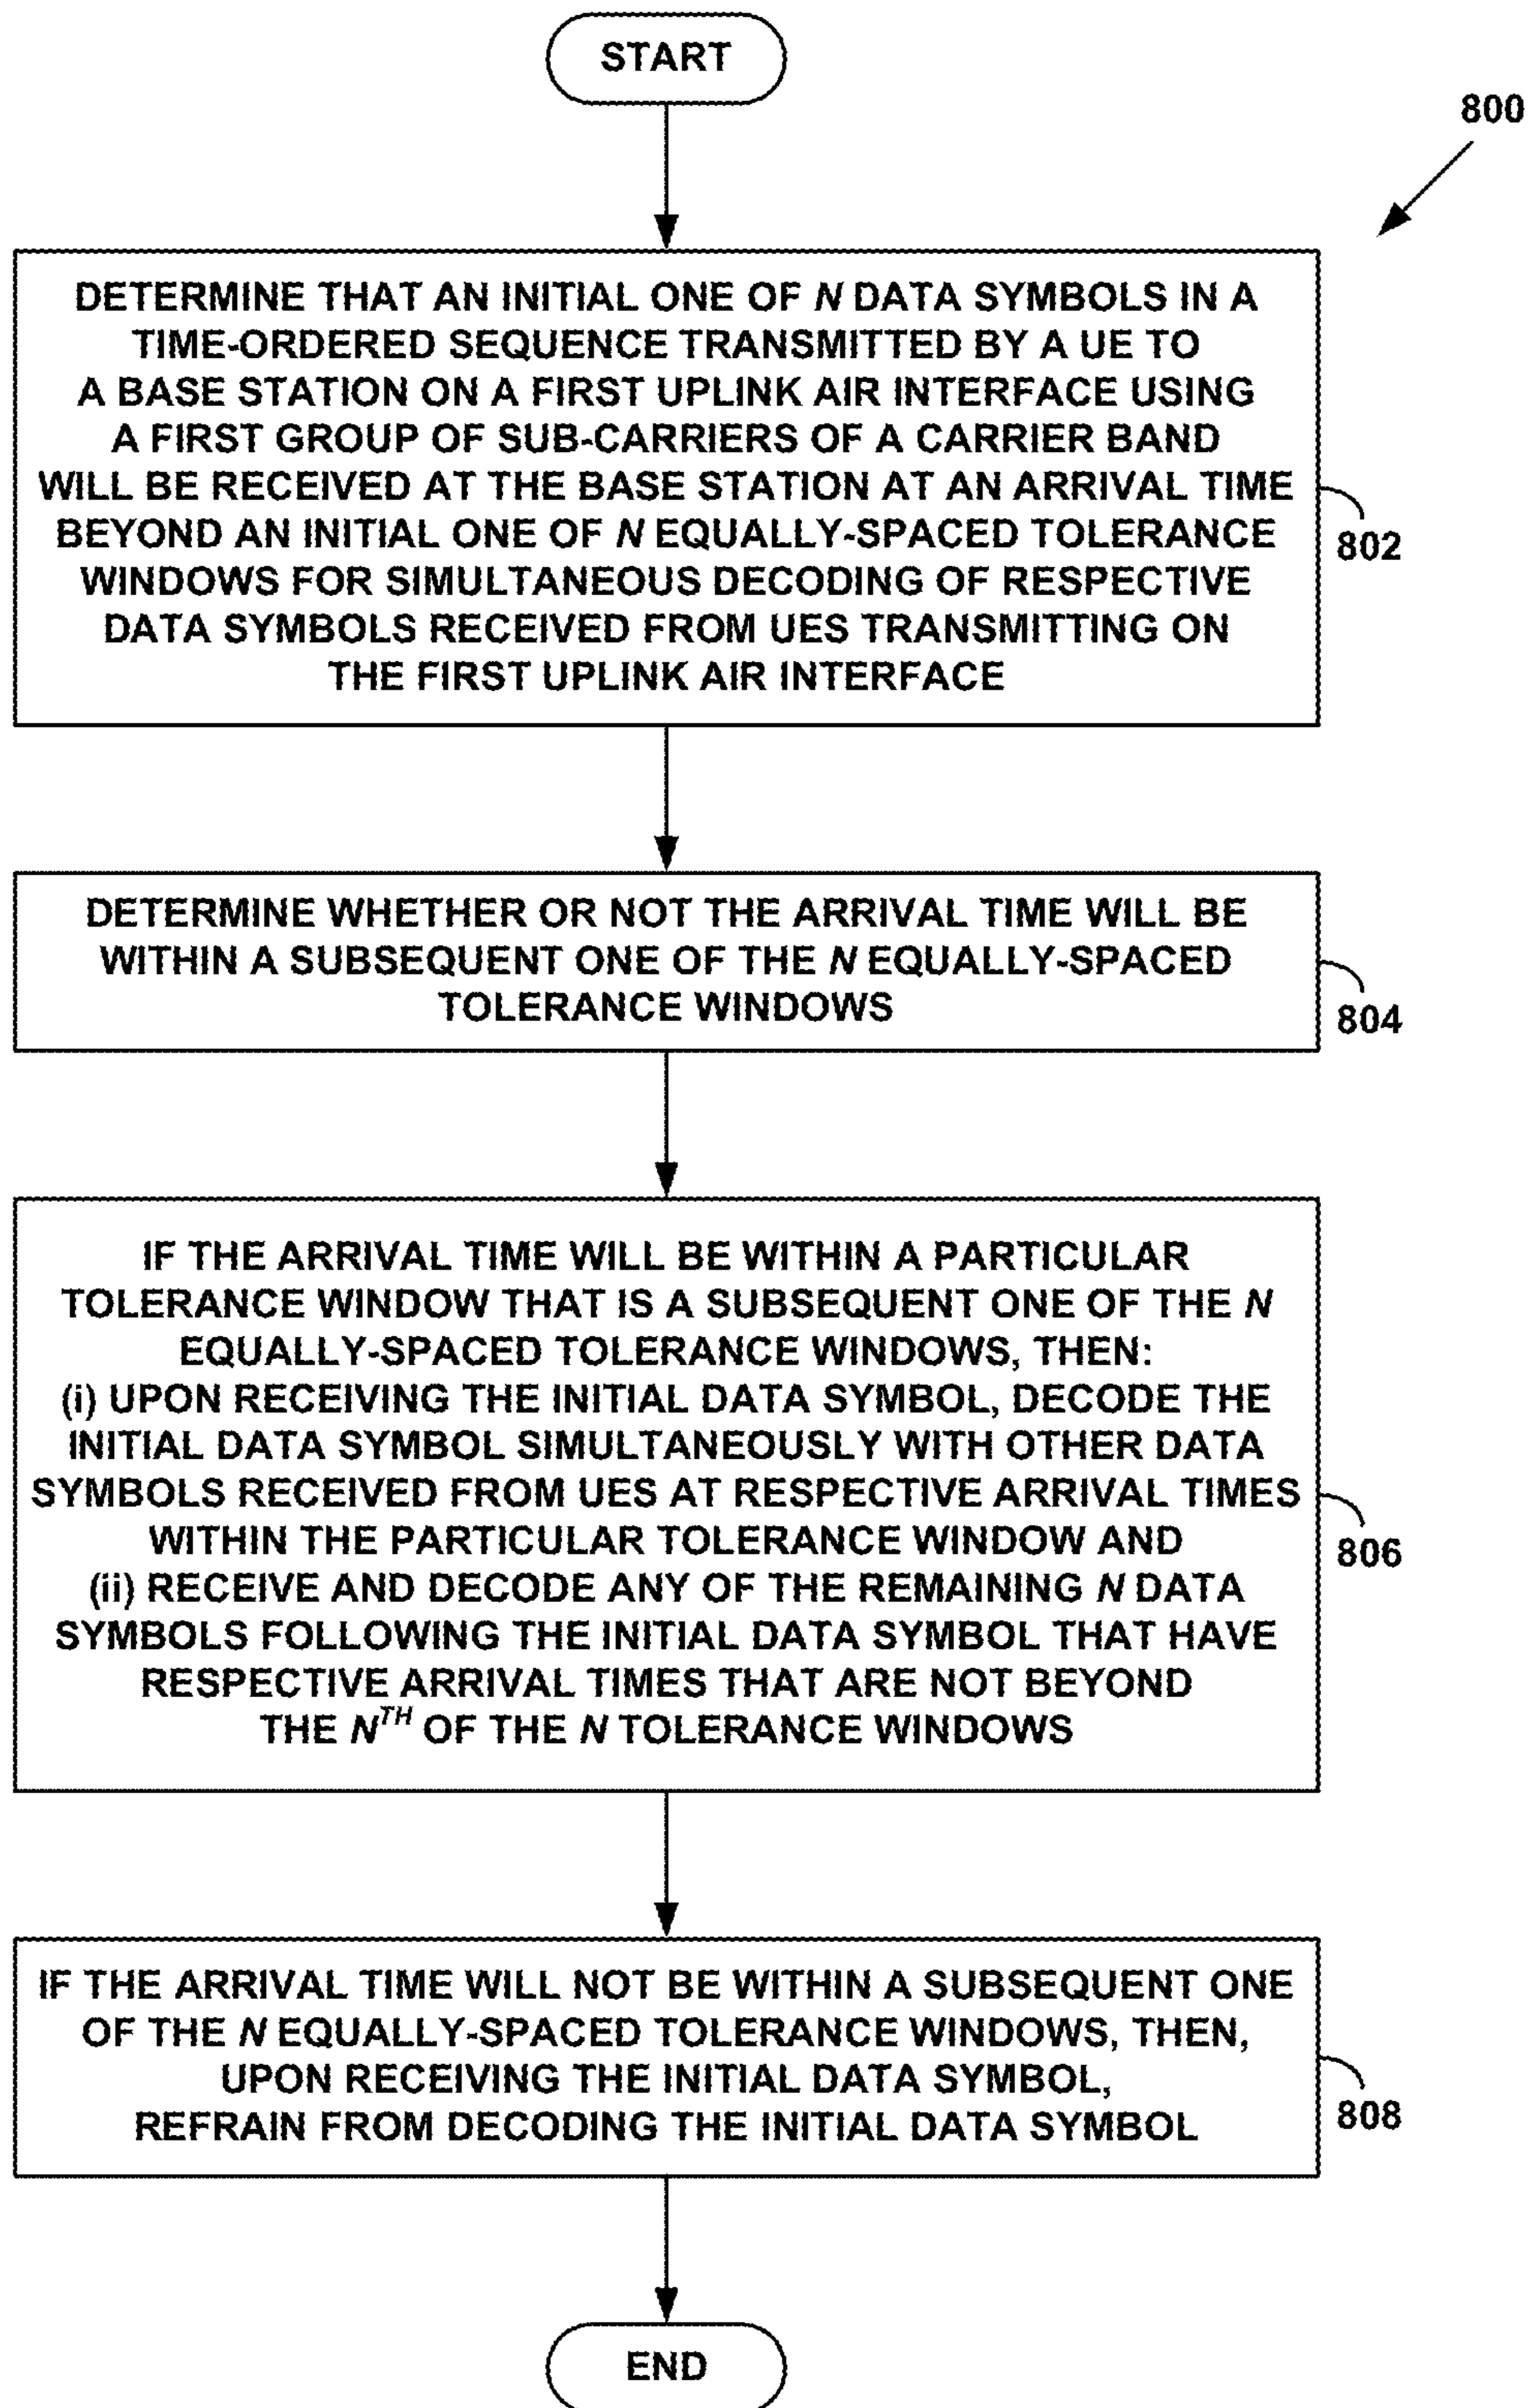 START
800
DETERMINE THAT AN INITIAL ONE OF N DATA SYMBOLS IN A
TIME-ORDERED SEQUENCE TRANSMITTED BY A UE TO
A BASE STATION ON A FIRST UPLINK AIR INTERFACE USING
A FIRST GROUP OF SUB-CARRIERS OF A CARRIER BAND
WILL BE RECEIVED AT THE BASE STATION AT AN ARRIVAL TIME
BEYOND AN INITIAL ONE OF N EQUALLY-SPACED TOLERANCE
WINDOWS FOR SIMULTANEOUS DECODING OF RESPECTIVE
DATA SYMBOLS RECEIVED FROM UES TRANSMITTING ON
THE FIRST UPLINK AIR INTERFACE
802
DETERMINE WHETHER OR NOT THE ARRIVAL TIME WILL BE
WITHIN A SUBSEQUENT ONE OF THE N EQUALLY-SPACED
TOLERANCE WINDOWS
804
IF THE ARRIVAL TIME WILL BE WITHIN A PARTICULAR
TOLERANCE WINDOW THAT IS A SUBSEQUENT ONE OF THE N
EQUALLY-SPACED TOLERANCE WINDOWS, THEN:
(i) UPON RECEIVING THE INITIAL DATA SYMBOL, DECODE THE
INITIAL DATA SYMBOL SIMULTANEOUSLY WITH OTHER DATA
SYMBOLS RECEIVED FROM UES AT RESPECTIVE ARRIVAL TIMES
WITHIN THE PARTICULAR TOLERANCE WINDOW AND
(ii) RECEIVE AND DECODE ANY OF THE REMAINING N DATA
SYMBOLS FOLLOWING THE INITIAL DATA SYMBOL THAT HAVE
RESPECTIVE ARRIVAL TIMES THAT ARE NOT BEYOND
THE N^TH OF THE N TOLERANCE WINDOWS
806
IF THE ARRIVAL TIME WILL NOT BE WITHIN A SUBSEQUENT ONE
OF THE N EQUALLY-SPACED TOLERANCE WINDOWS, THEN,
UPON RECEIVING THE INITIAL DATA SYMBOL,
REFRAIN FROM DECODING THE INITIAL DATA SYMBOL
808
END